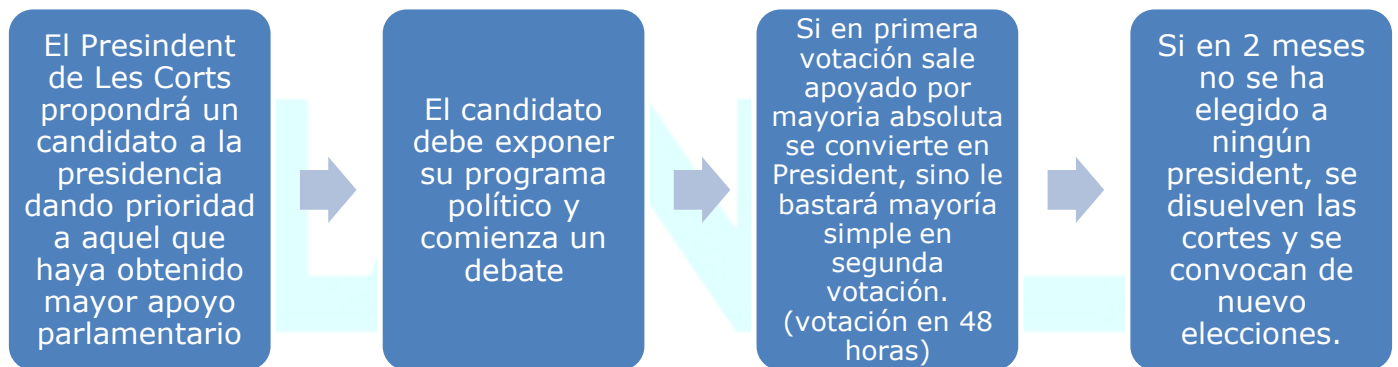 El Presindent
de Les Corts
propondrá un
candidato a la
presidencia
dando prioridad
a aquel que
haya obtenido
mayor apoyo
parlamentario
El candidato
debe exponer
su programa
político y
comienza un
debate
Si en primera
votación sale
apoyado por
mayoria absoluta
se convierte en
President, sino le
bastará mayoría
simple en
segunda
votación.
(votación en 48
horas)
Si en 2 meses
no se ha
elegido a
ningún
president, se
disuelven las
cortes y se
convocan de
nuevo
elecciones.